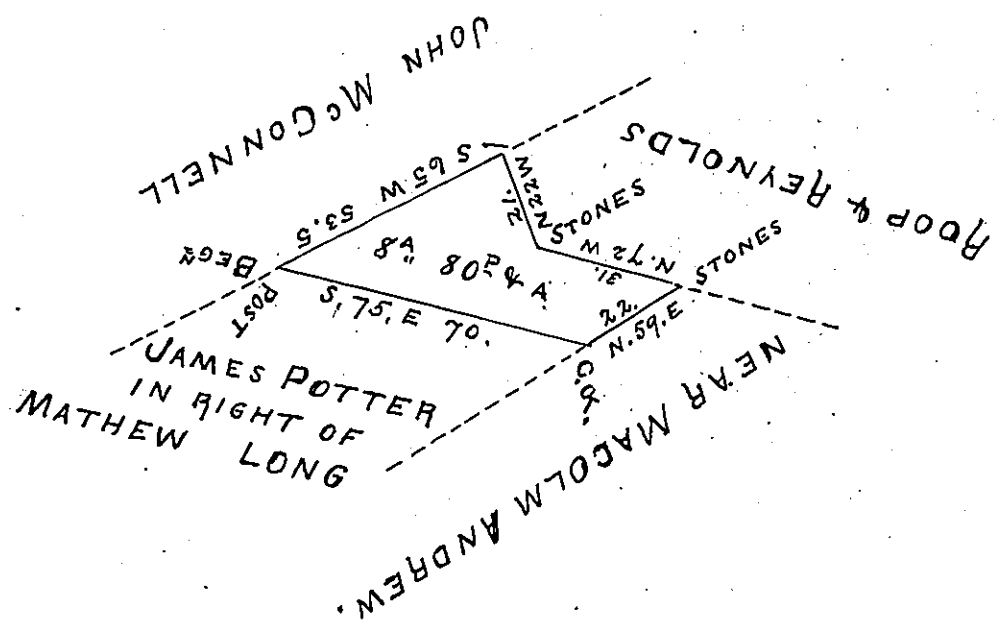 JOHN McCONNELL
ROOP & REYNOLDS
S 65 W 53.5
N22W 21.
STONES
N. 72 W 31.
STONES
BEGN
POST
8A 80P & A
S. 75. E 70.
22.
N. 59. E
C.O.
JAMES POTTER
IN RIGHT OF
MATHEW LONG
NEAR MACOLM ANDREW.